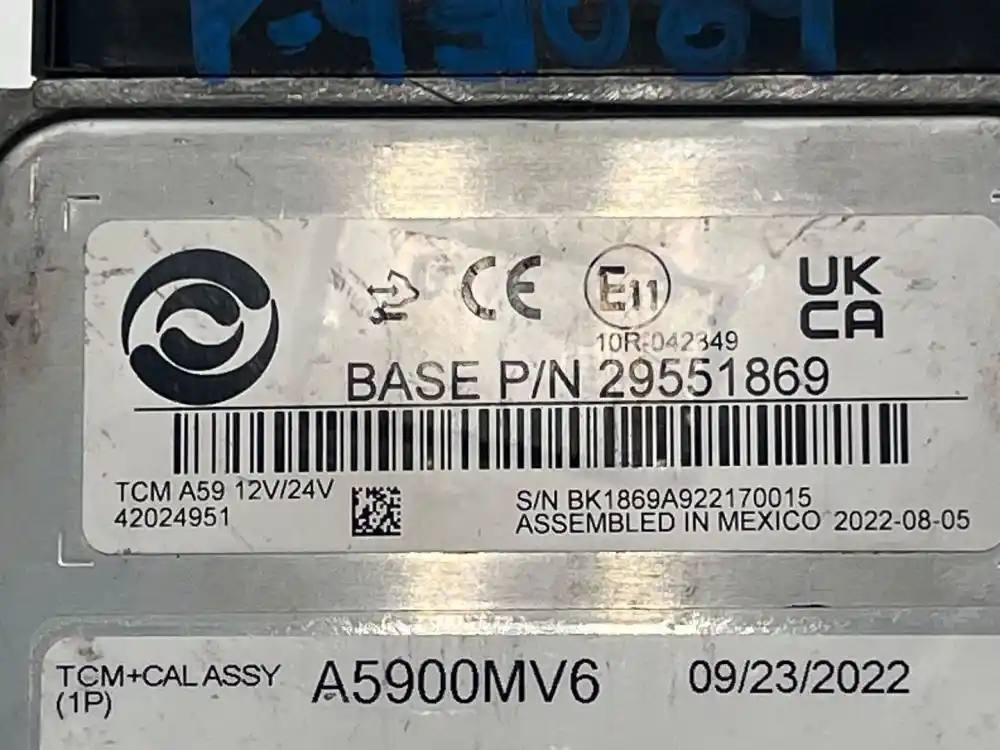 CE
E11
UK
CA
10R-042349
BASE P/N 29551869
TCM A59 12V/24V
42024951
S/N BK1869A922170015
ASSEMBLED IN MEXICO 2022-08-05
TCM+CAL ASSY
(1P)
A5900MV6
09/23/2022